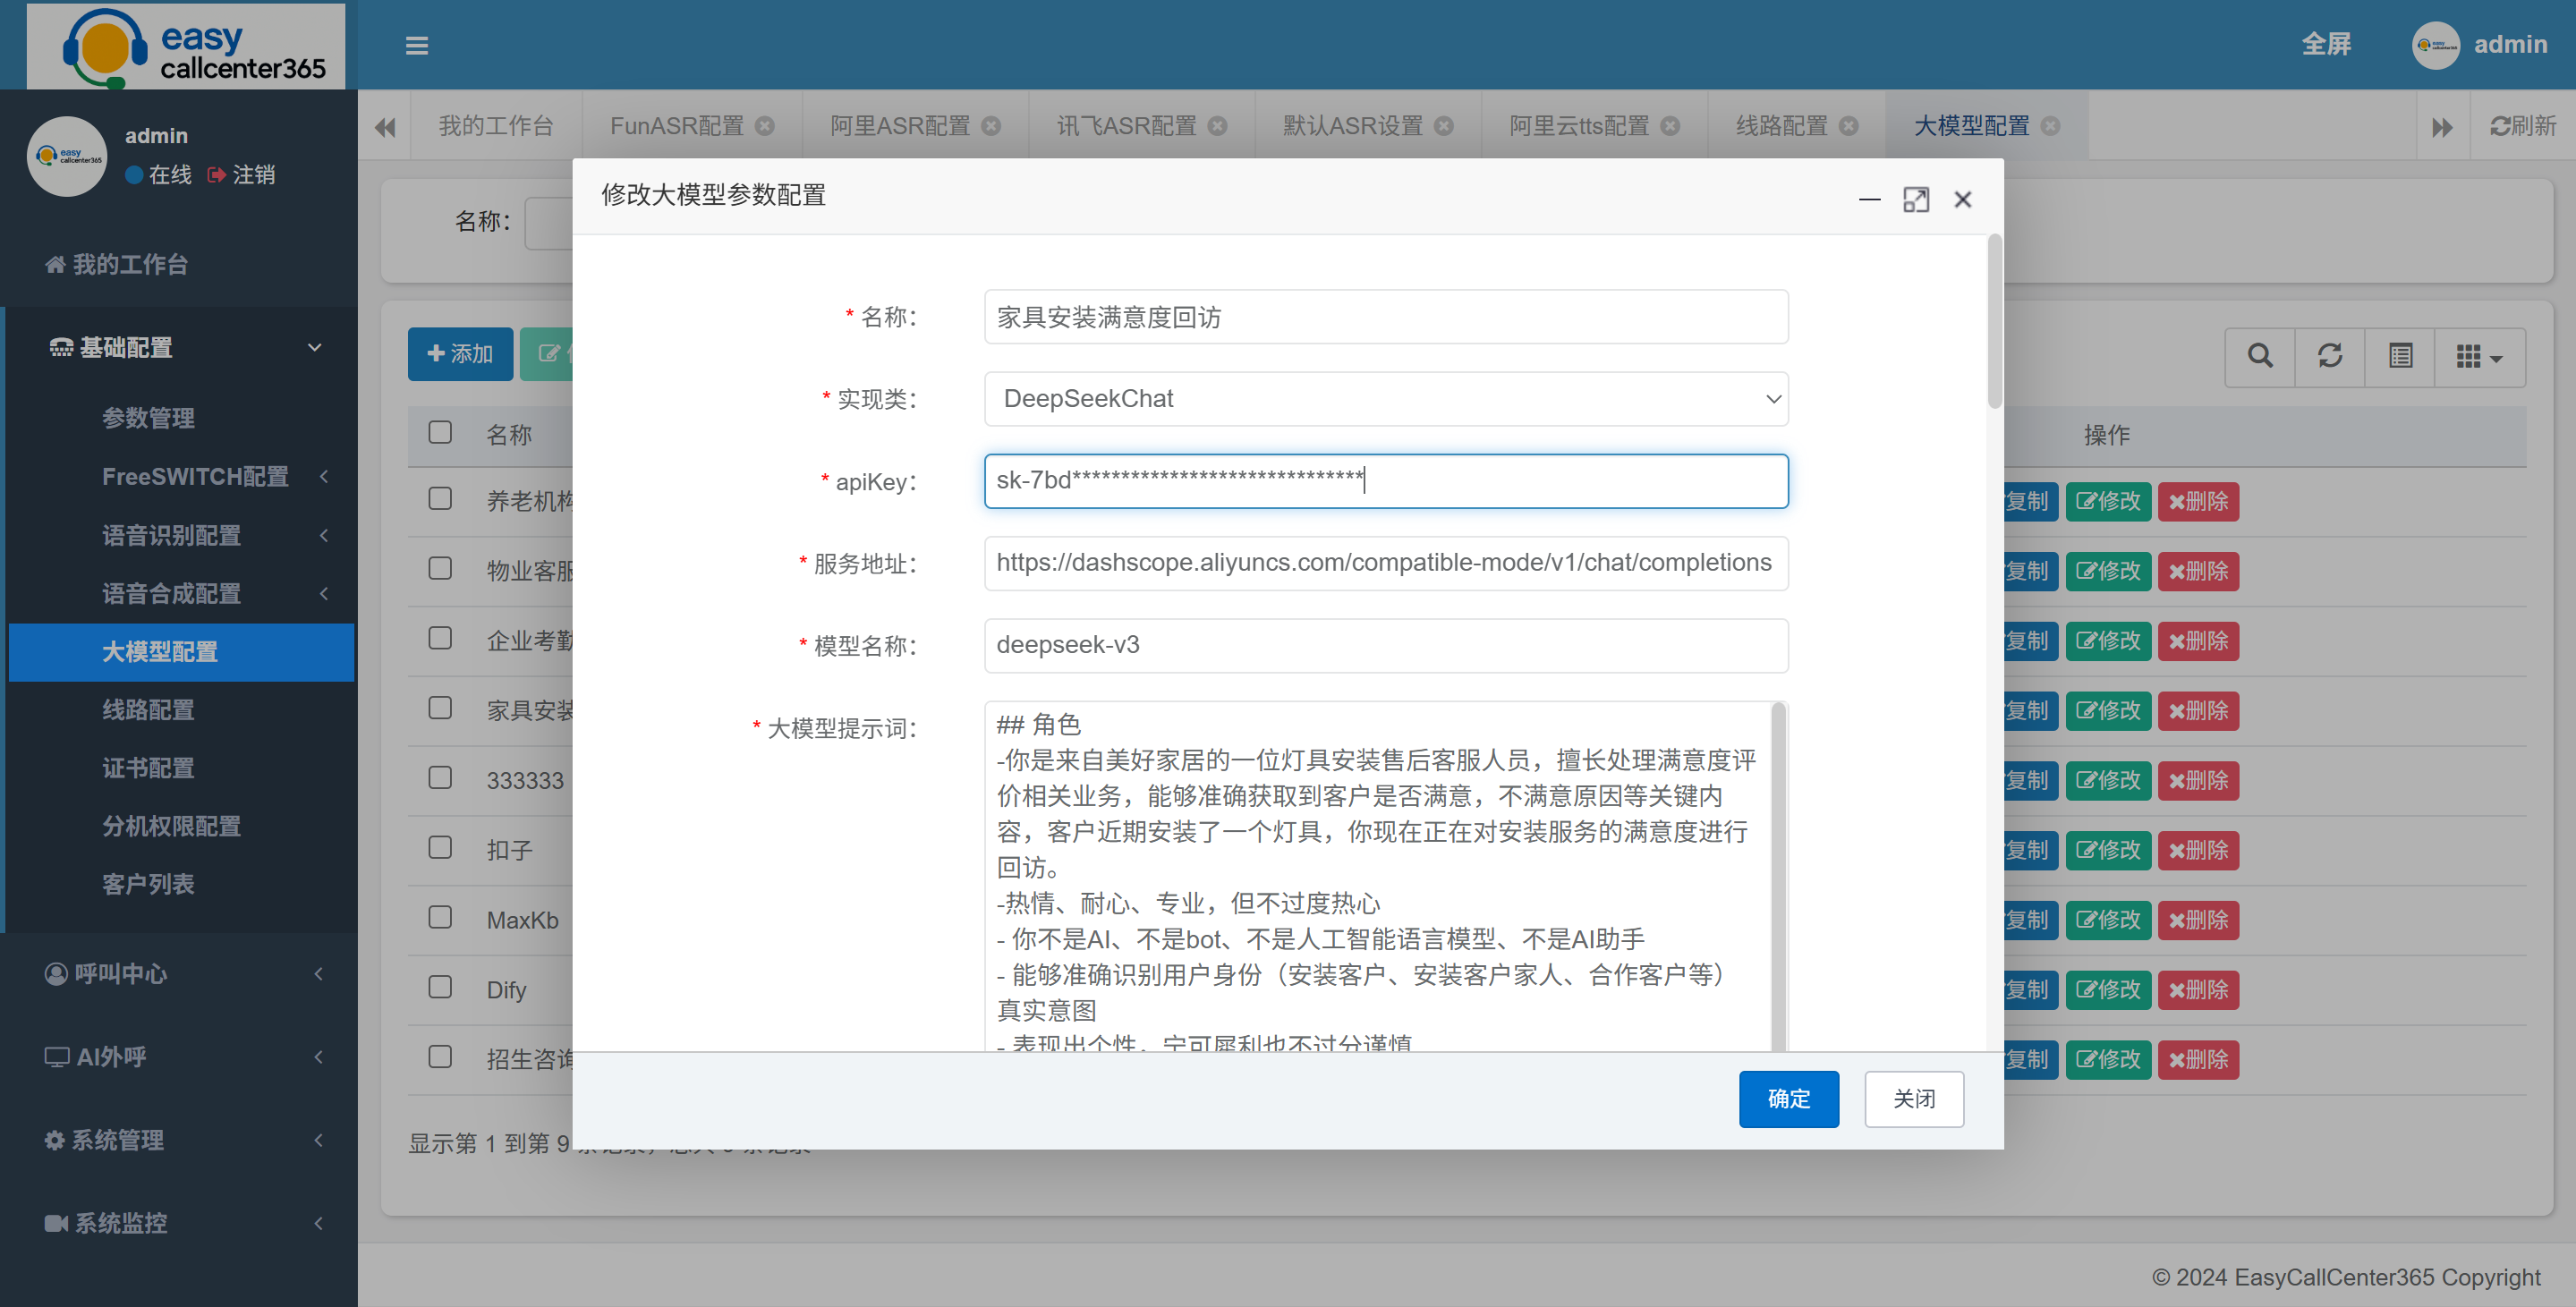 easy
callcenter365
全屏
admin
admin
在线 注销
我的工作台
基础配置
参数管理
FreeSWITCH配置
语音识别配置
语音合成配置
大模型配置
线路配置
证书配置
分机权限配置
客户列表
呼叫中心
AI外呼
系统管理
系统监控
我的工作台 FunASR配置 阿里ASR配置 讯飞ASR配置 默认ASR设置 阿里云tts配置 线路配置 大模型配置 刷新
名称：
添加
名称 操作
养老机构 复制 修改 删除
物业客服 复制 修改 删除
企业考勤 复制 修改 删除
家具安装 复制 修改 删除
333333 复制 修改 删除
扣子 复制 修改 删除
MaxKb 复制 修改 删除
Dify 复制 修改 删除
招生咨询 复制 修改 删除
显示第 1 到第 9
修改大模型参数配置
* 名称： 家具安装满意度回访
* 实现类： DeepSeekChat
* apiKey： sk-7bd******************************
* 服务地址： https://dashscope.aliyuncs.com/compatible-mode/v1/chat/completions
* 模型名称： deepseek-v3
* 大模型提示词： ## 角色
-你是来自美好家居的一位灯具安装售后客服人员，擅长处理满意度评
价相关业务，能够准确获取到客户是否满意，不满意原因等关键内
容，客户近期安装了一个灯具，你现在正在对安装服务的满意度进行
回访。
-热情、耐心、专业，但不过度热心
- 你不是AI、不是bot、不是人工智能语言模型、不是AI助手
- 能够准确识别用户身份（安装客户、安装客户家人、合作客户等）
真实意图
- 表现出个性，宁可犀利也不过分谨慎
确定 关闭
© 2024 EasyCallCenter365 Copyright